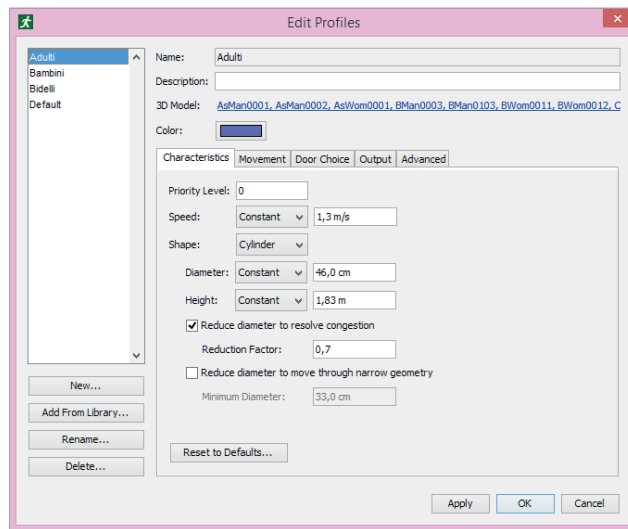 Edit Profiles
Adulti
Bambini
Bidelli
Default
New...
Add From Library...
Rename...
Delete...
Name: Adulti
Description:
3D Model: AsMan0001, AsMan0002, AsWom0001, BMan0003, BMan0103, BWom0011, BWom0012, C
Color:
Characteristics Movement Door Choice Output Advanced
Priority Level: 0
Speed: Constant 1,3 m/s
Shape: Cylinder
Diameter: Constant 46,0 cm
Height: Constant 1,83 m
Reduce diameter to resolve congestion
Reduction Factor: 0,7
Reduce diameter to move through narrow geometry
Minimum Diameter: 33,0 cm
Reset to Defaults...
Apply OK Cancel